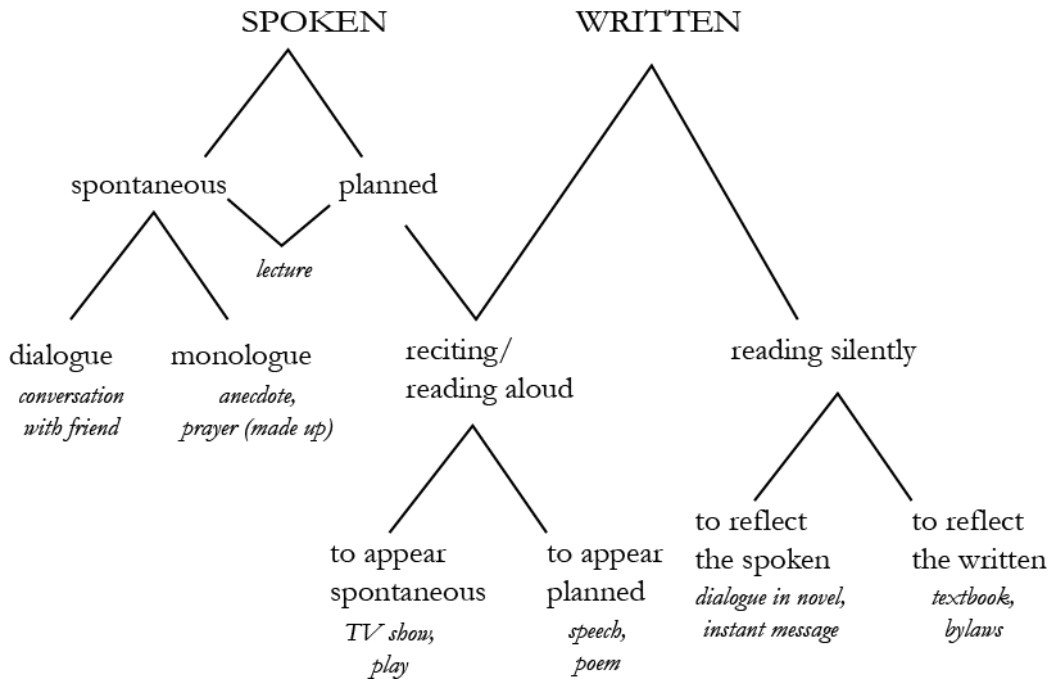 SPOKEN
WRITTEN
spontaneous
planned
lecture
dialogue
conversation
with friend
monologue
anecdote,
prayer (made up)
reciting/
reading aloud
reading silently
to appear
spontaneous
TV show,
play
to appear
planned
speech,
poem
to reflect
the spoken
dialogue in novel,
instant message
to reflect
the written
textbook,
bylaws